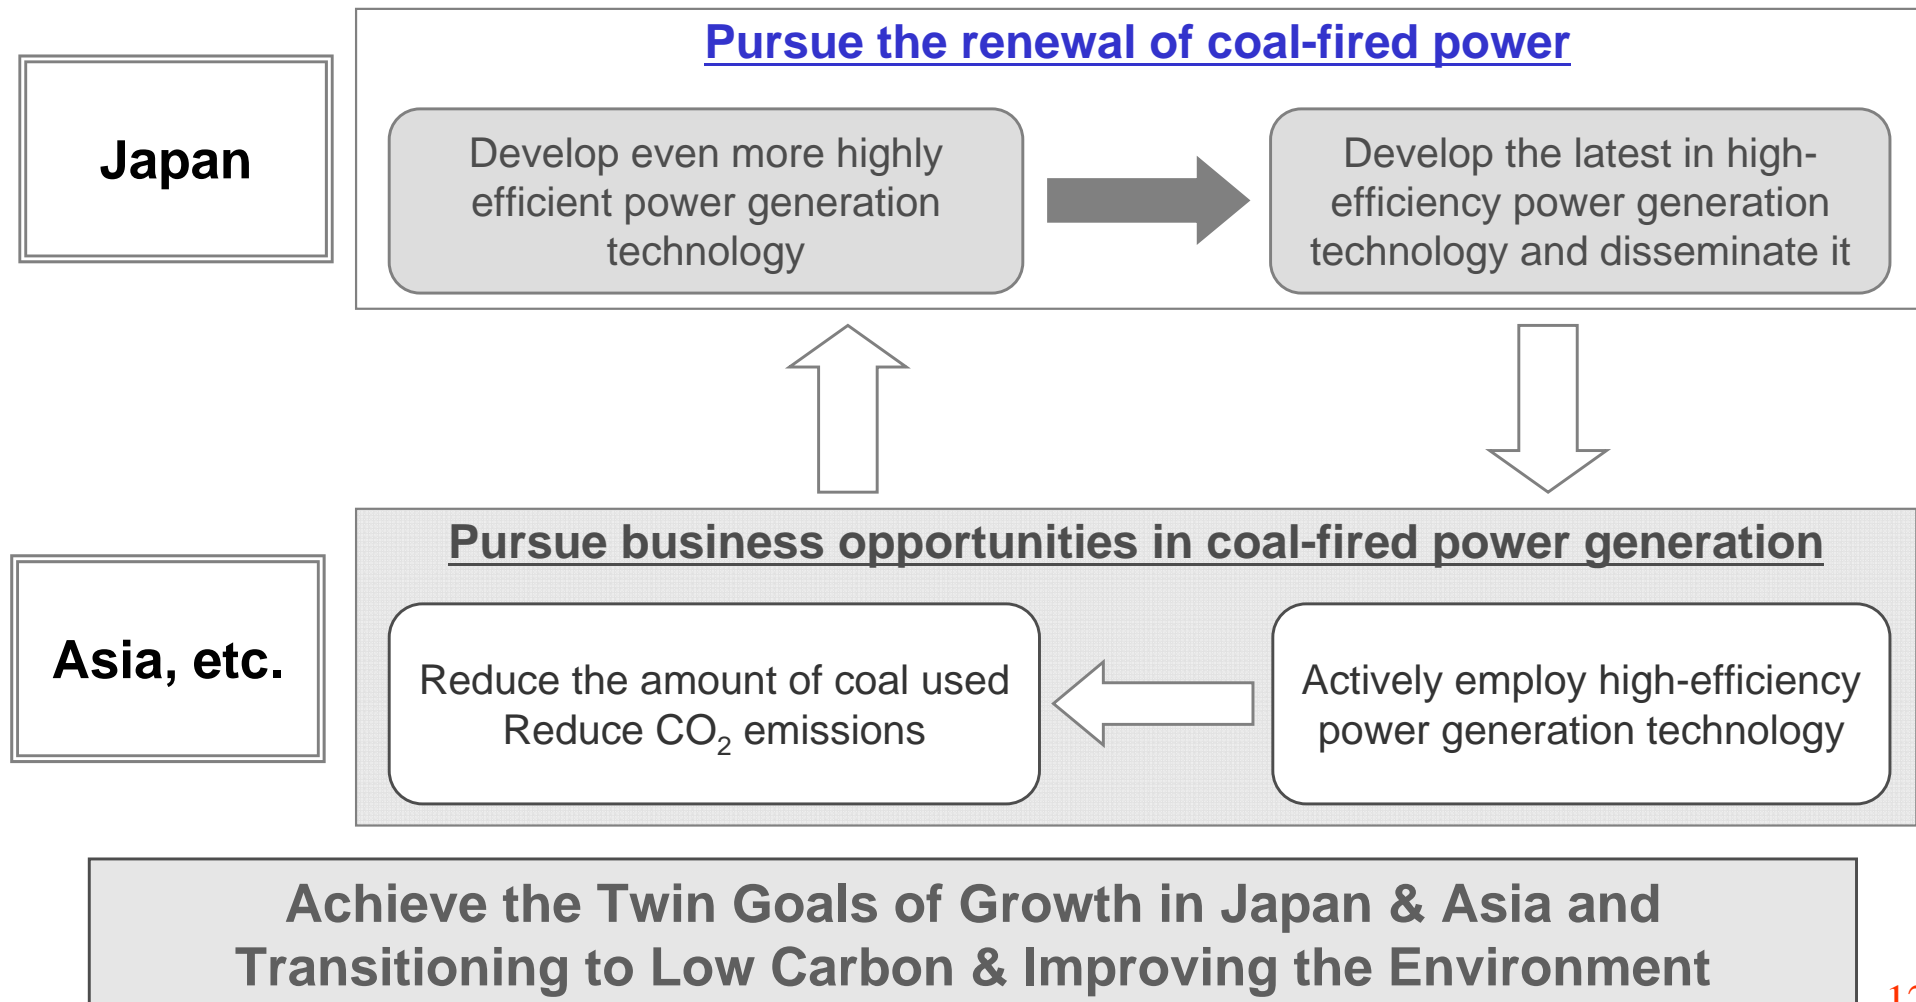 Pursue the renewal of coal-fired power
Japan
Develop even more highly
efficient power generation
technology
Develop the latest in high-
efficiency power generation
technology and disseminate it
Pursue business opportunities in coal-fired power generation
Asia, etc.
Reduce the amount of coal used
Reduce CO₂ emissions
Actively employ high-efficiency
power generation technology
Achieve the Twin Goals of Growth in Japan & Asia and
Transitioning to Low Carbon & Improving the Environment